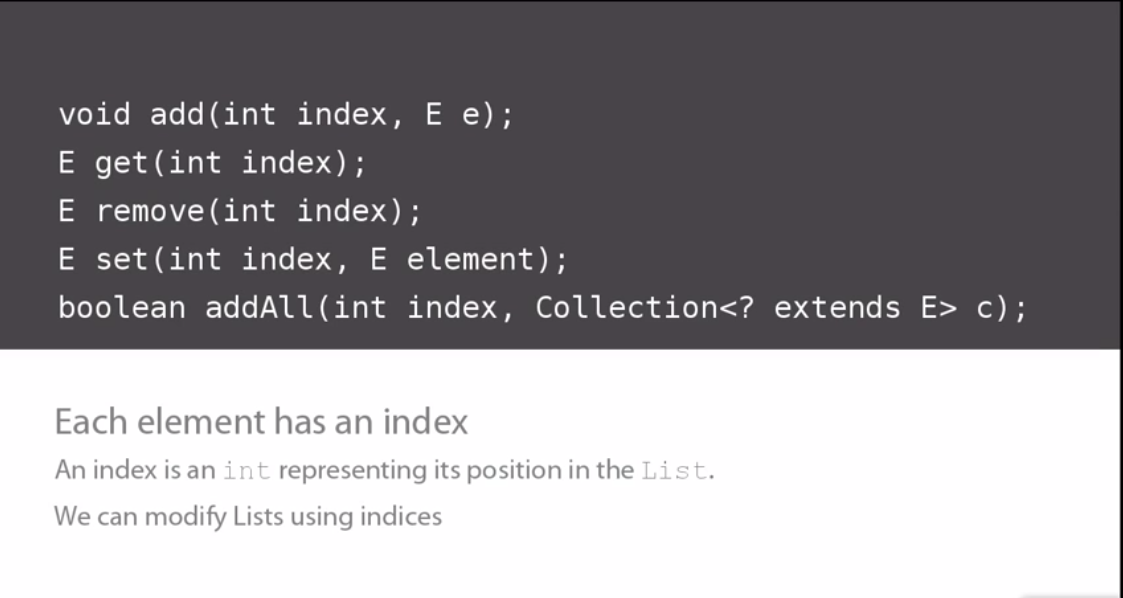 void add(int index, E e);
E get(int index);
E remove(int index);
E set(int index, E element);
boolean addAll(int index, Collection<? extends E> c);
Each element has an index
An index is an int representing its position in the List.
We can modify Lists using indices